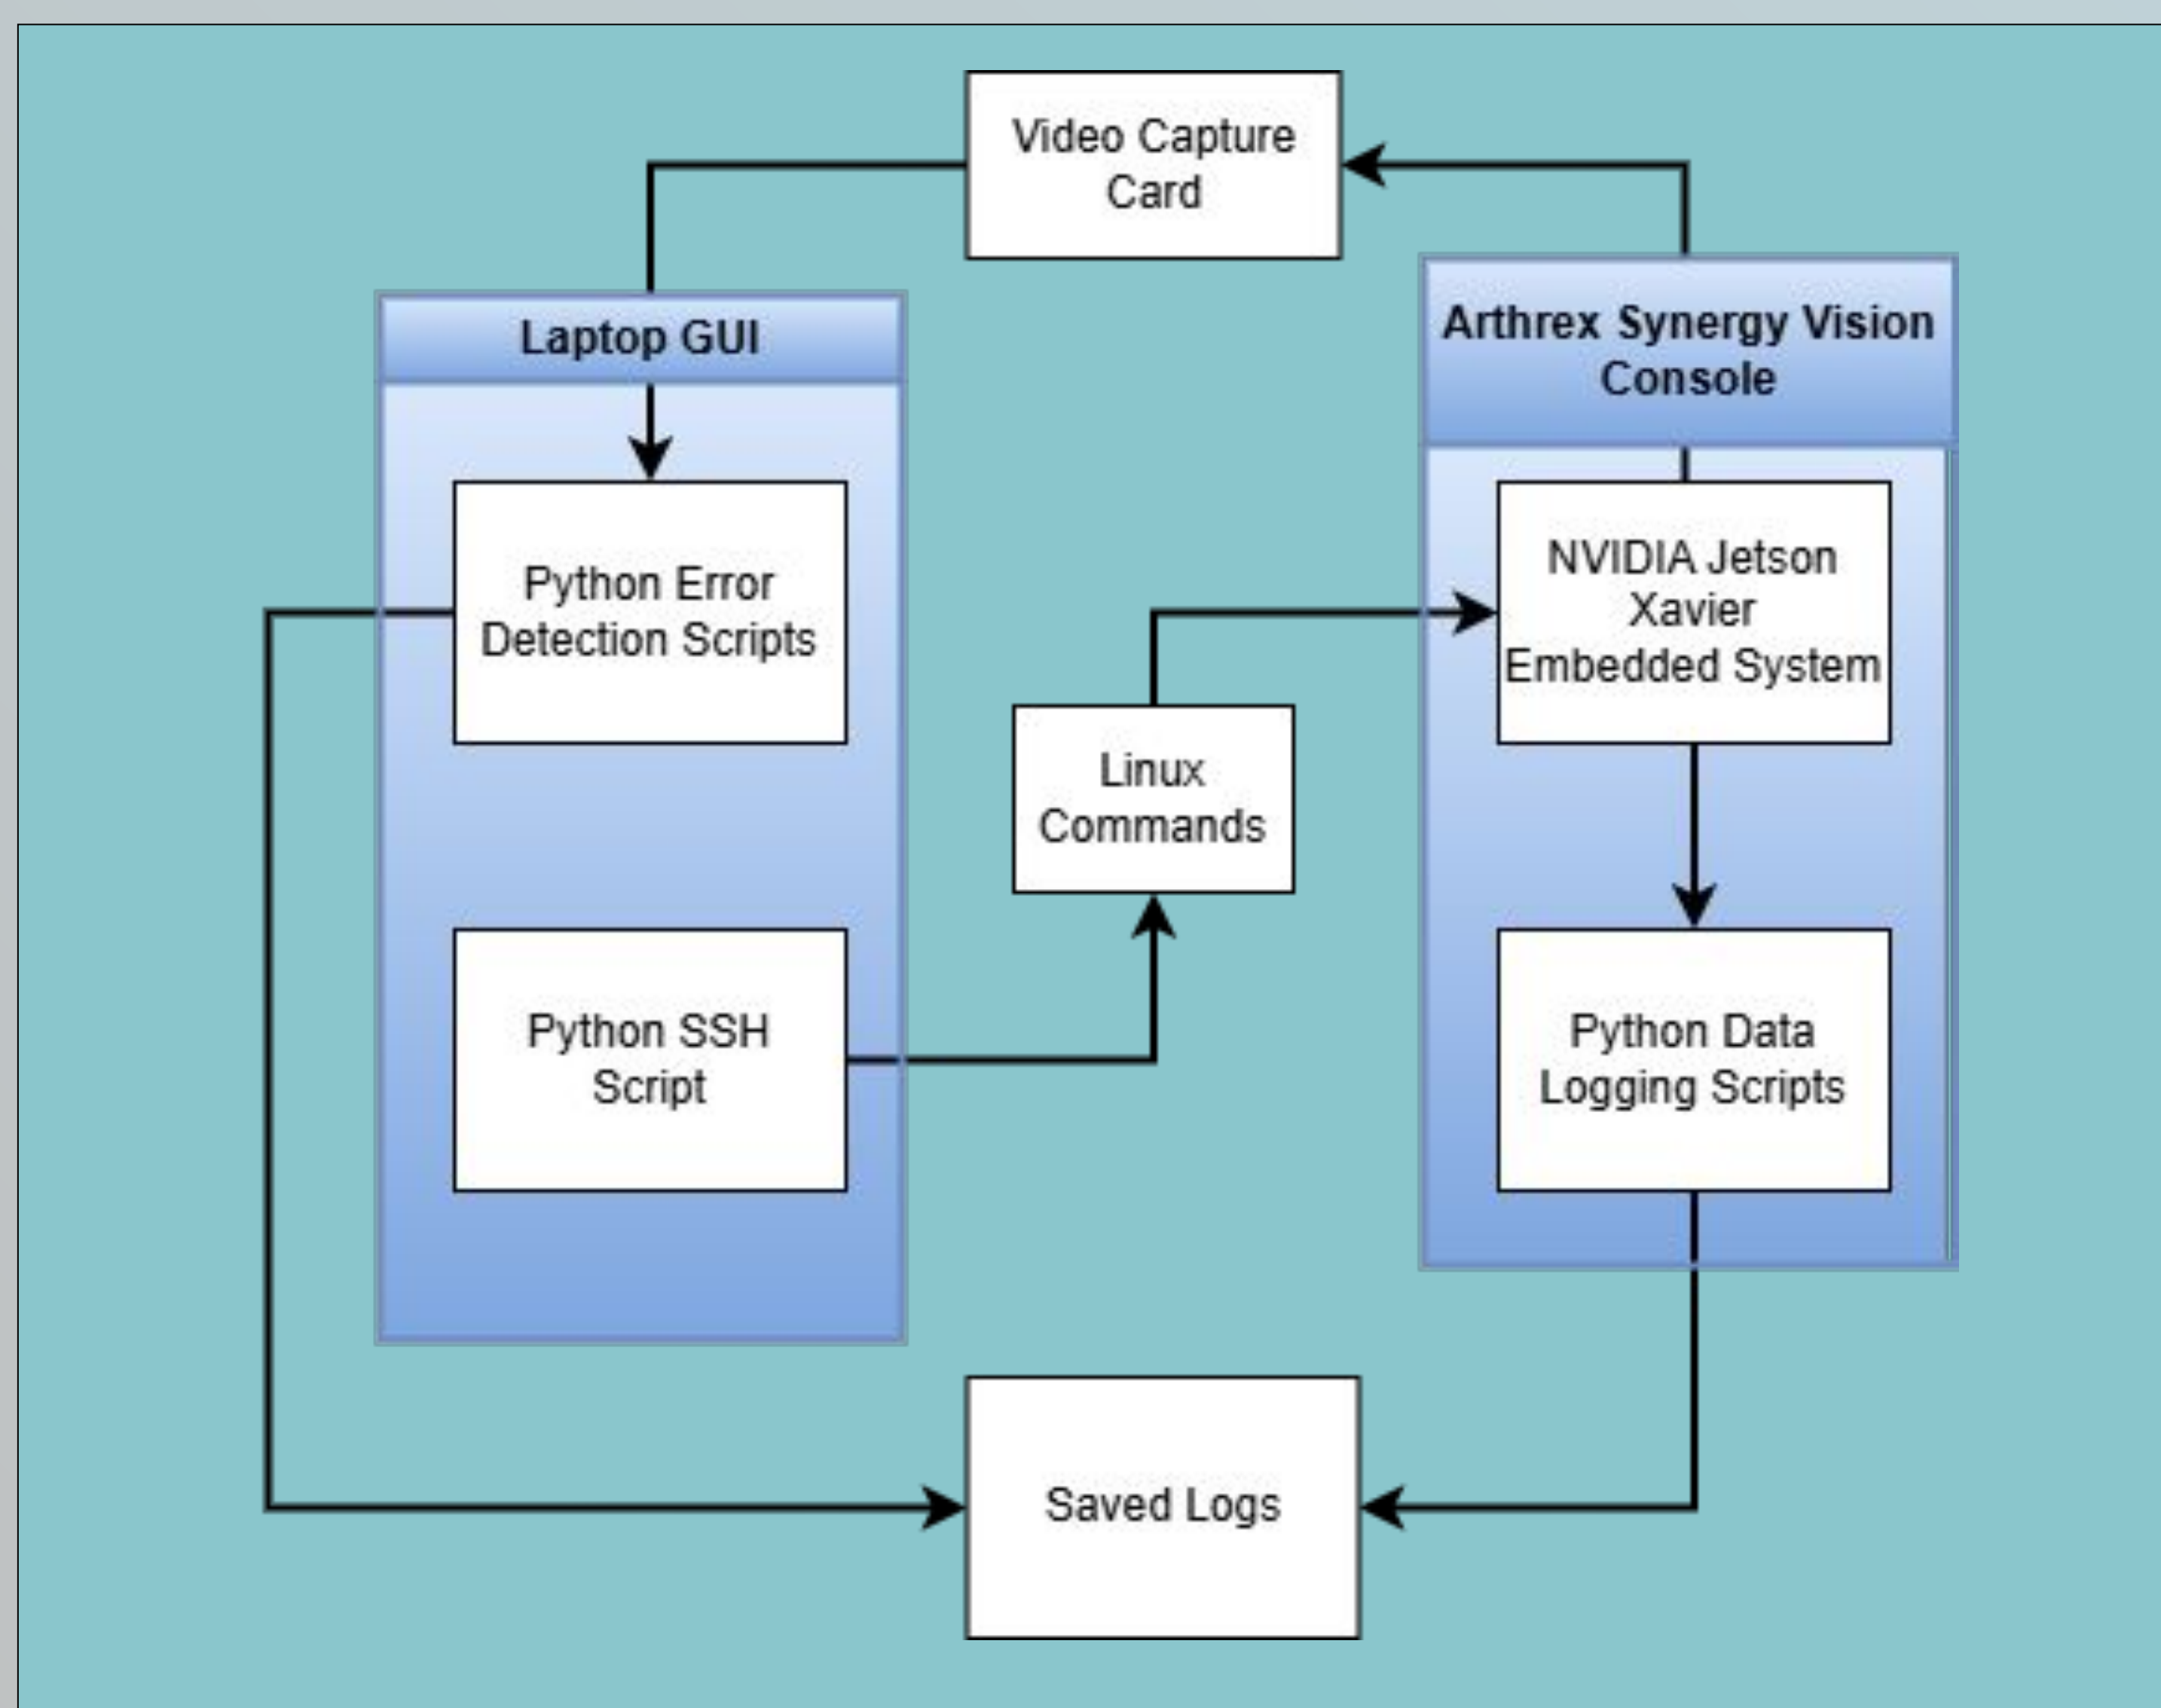 Video Capture
Card
Laptop GUI
Arthrex Synergy Vision
Console
Python Error
Detection Scripts
NVIDIA Jetson
Xavier
Embedded System
Linux
Commands
Python SSH
Script
Python Data
Logging Scripts
Saved Logs